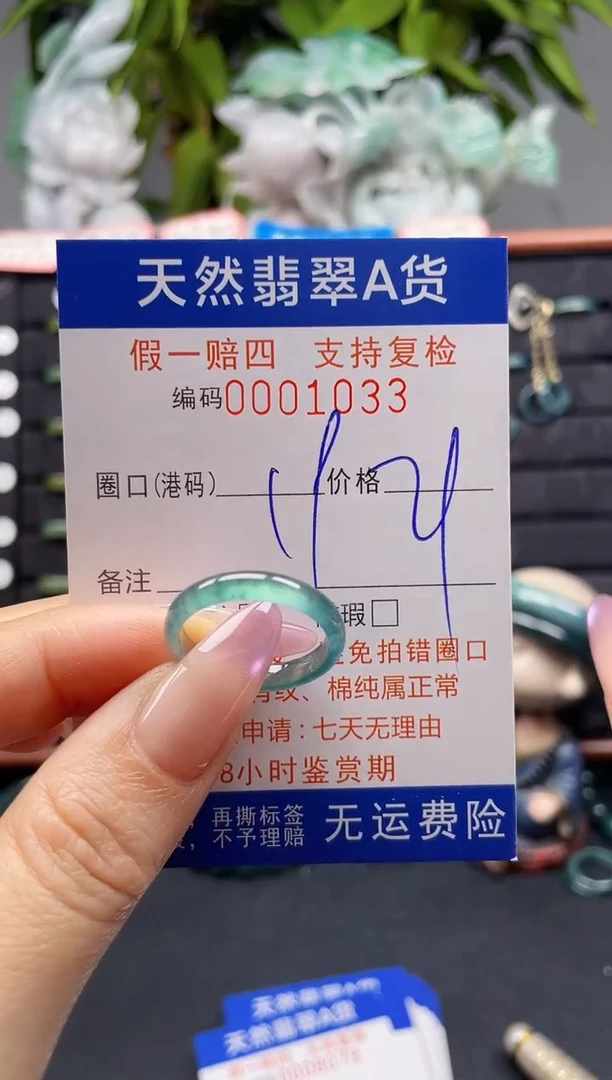 天然翡翠A货
假一赔四 支持复检
编码0001033
圈口(港码) 价格
备注
瑕□
免拍错圈口
纹、棉纯属正常
申请：七天无理由
8小时鉴赏期
再撕标签
不予理赔
无运费险
天然翡翠A货